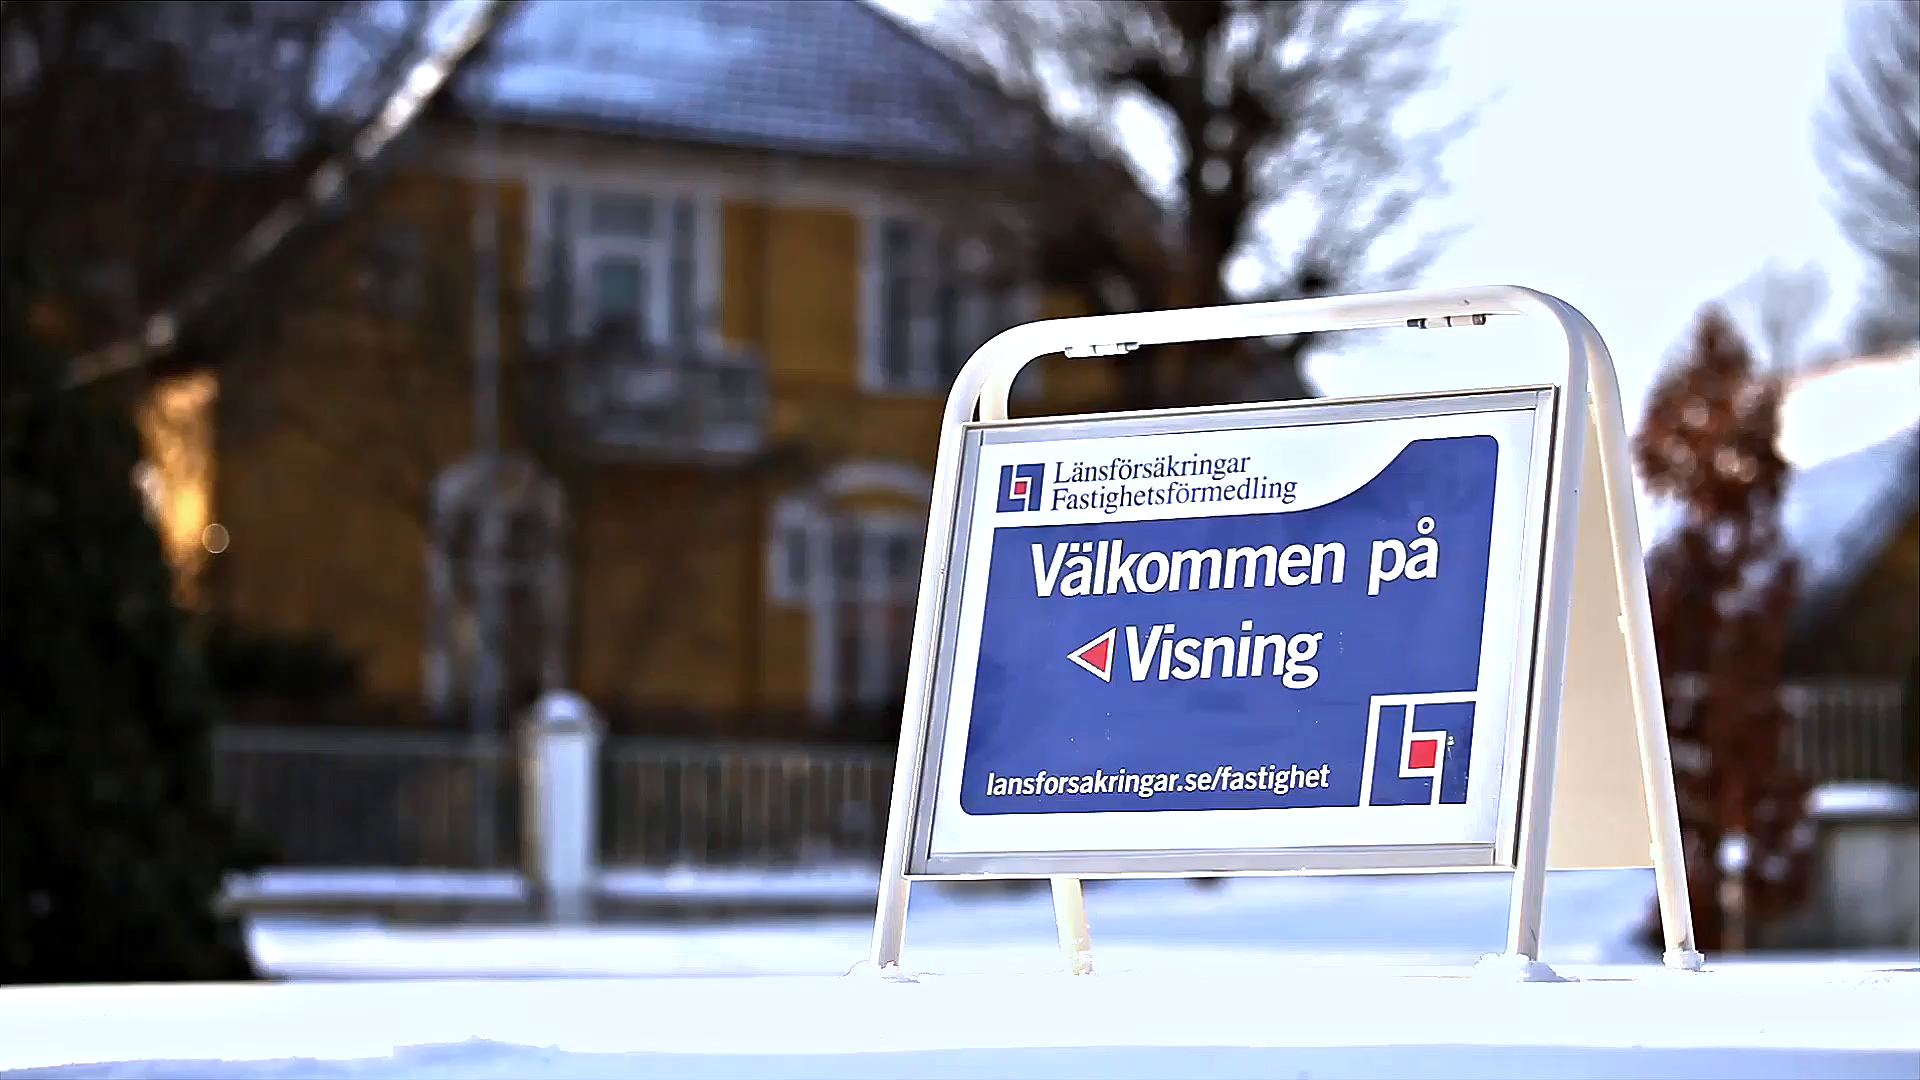 Länsförsäkringar
Fastighetsförmedling
Välkommen på
Visning
lansforsakringar.se/fastighet